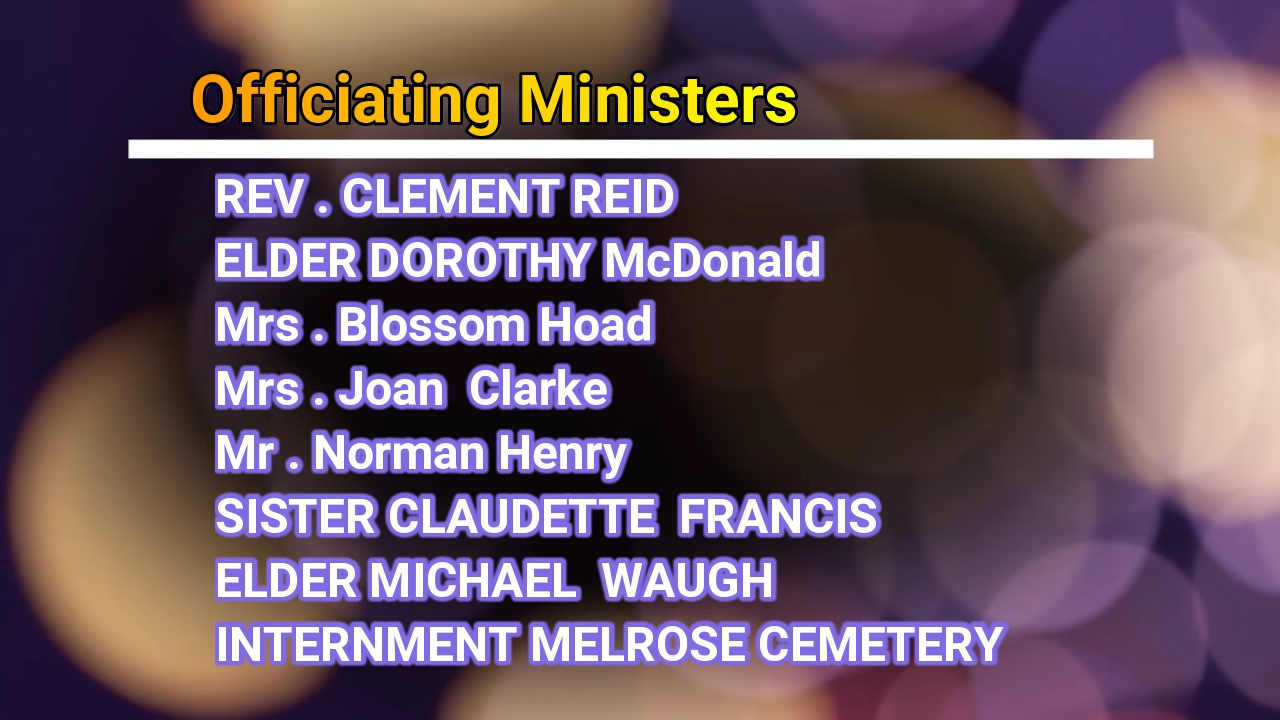 Officiating Ministers
REV . CLEMENT REID
ELDER DOROTHY McDonald
Mrs . Blossom Hoad
Mrs . Joan  Clarke
Mr . Norman Henry
SISTER CLAUDETTE  FRANCIS
ELDER MICHAEL  WAUGH
INTERNMENT MELROSE CEMETERY